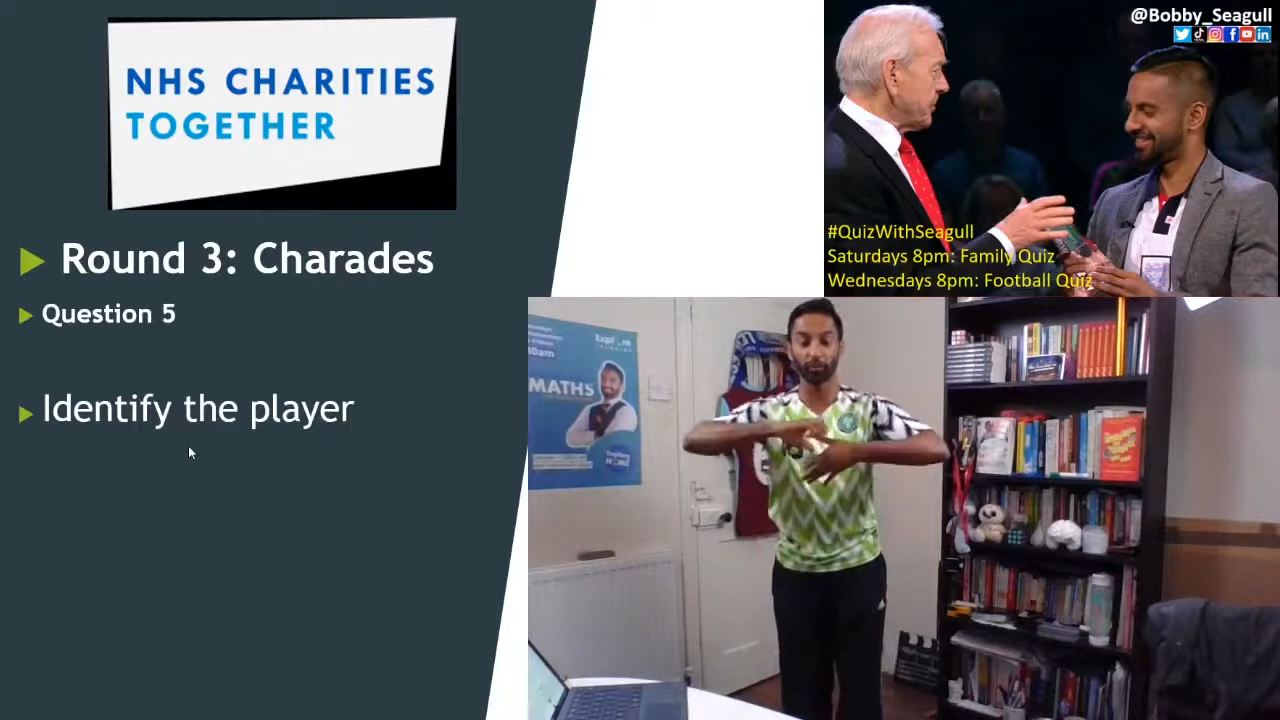 NHS CHARITIES
TOGETHER
Round 3: Charades
Question 5
Identify the player
@Bobby_Seagull
#QuizWithSeagull
Saturdays 8pm: Family Quiz
Wednesdays 8pm: Football Quiz
MATHS